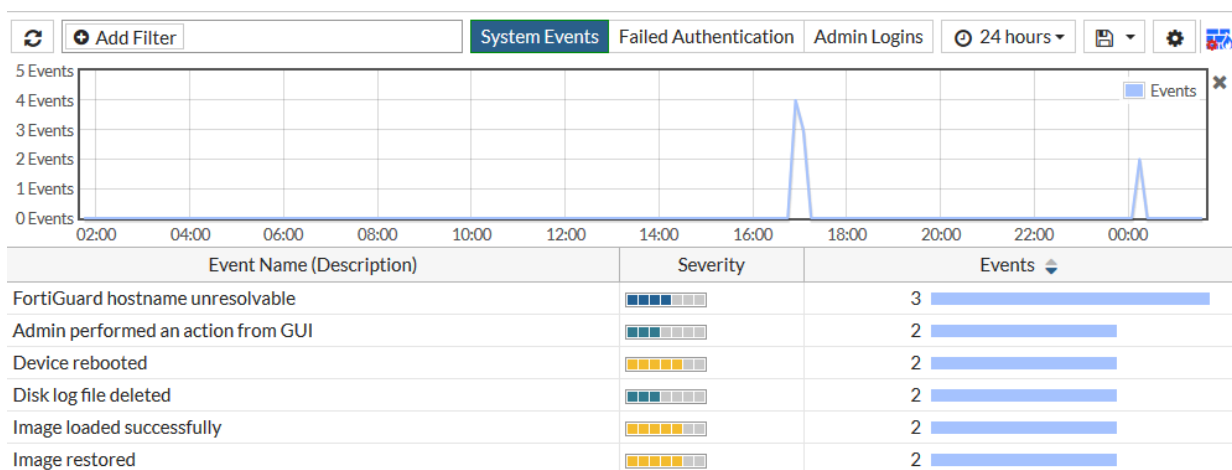 Add Filter System Events Failed Authentication Admin Logins 24 hours
5 Events
Events
4 Events
3 Events
2 Events
1 Events
0 Events
02:00 04:00 06:00 08:00 10:00 12:00 14:00 16:00 18:00 20:00 22:00 00:00
Event Name (Description) Severity Events
FortiGuard hostname unresolvable 3
Admin performed an action from GUI 2
Device rebooted 2
Disk log file deleted 2
Image loaded successfully 2
Image restored 2